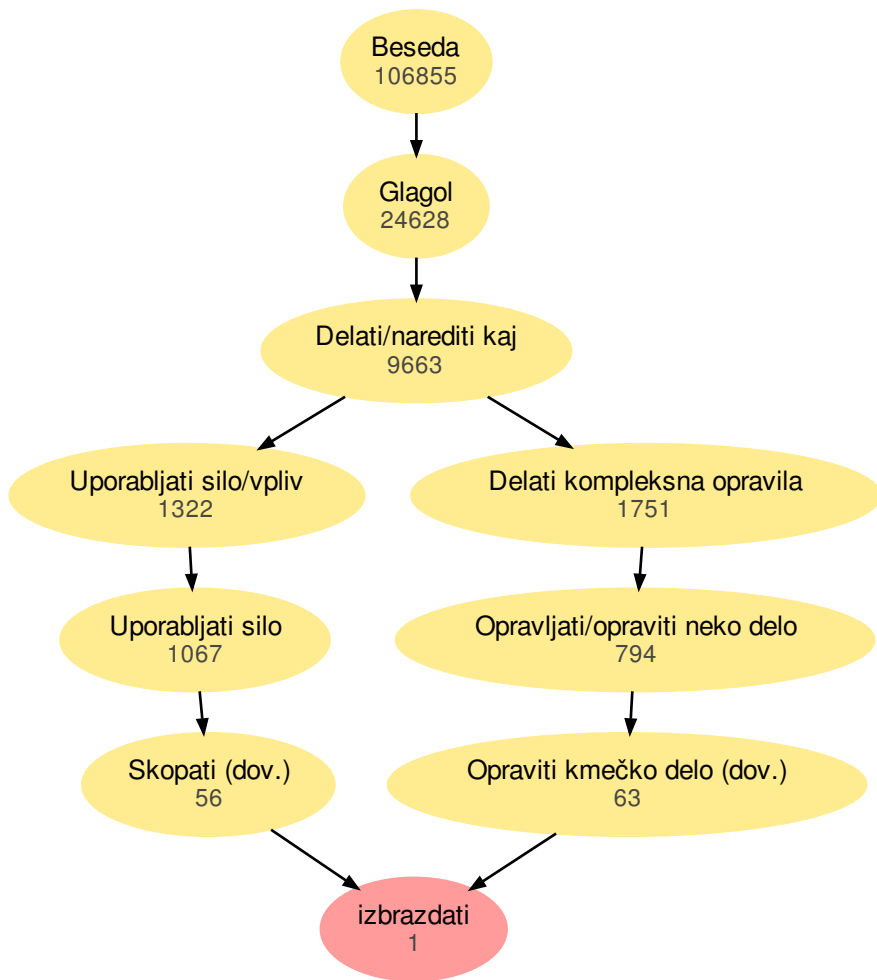 Beseda
106855
Glagol
24628
Delati/narediti kaj
9663
Uporabljati silo/vpliv
1322
Delati kompleksna opravila
1751
Uporabljati silo
1067
Opravljati/opraviti neko delo
794
Skopati (dov.)
56
Opraviti kmečko delo (dov.)
63
izbrazdati
1